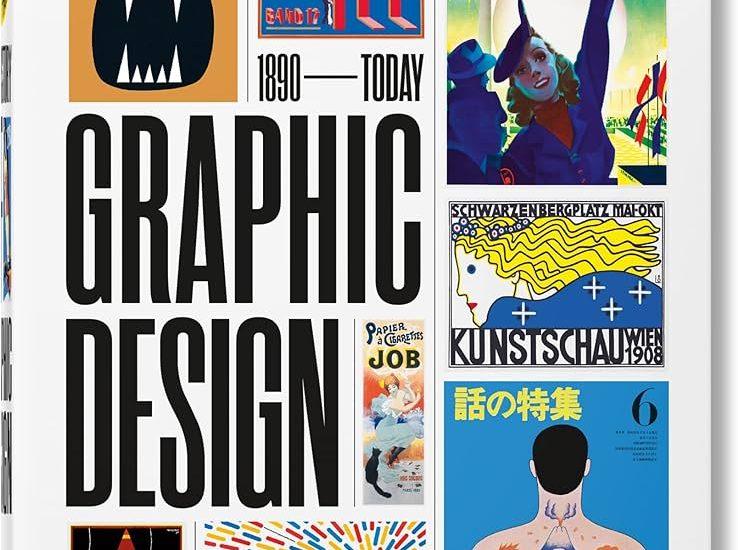 BAND 17
1890—TODAY
GRAPHIC
DESIGN
SCHWARZENBERGPLATZ MAI-OKT
KUNSTSCHAU WIEN
1908
PAPIER
à CIGARETTES
JOB
話の特集
6